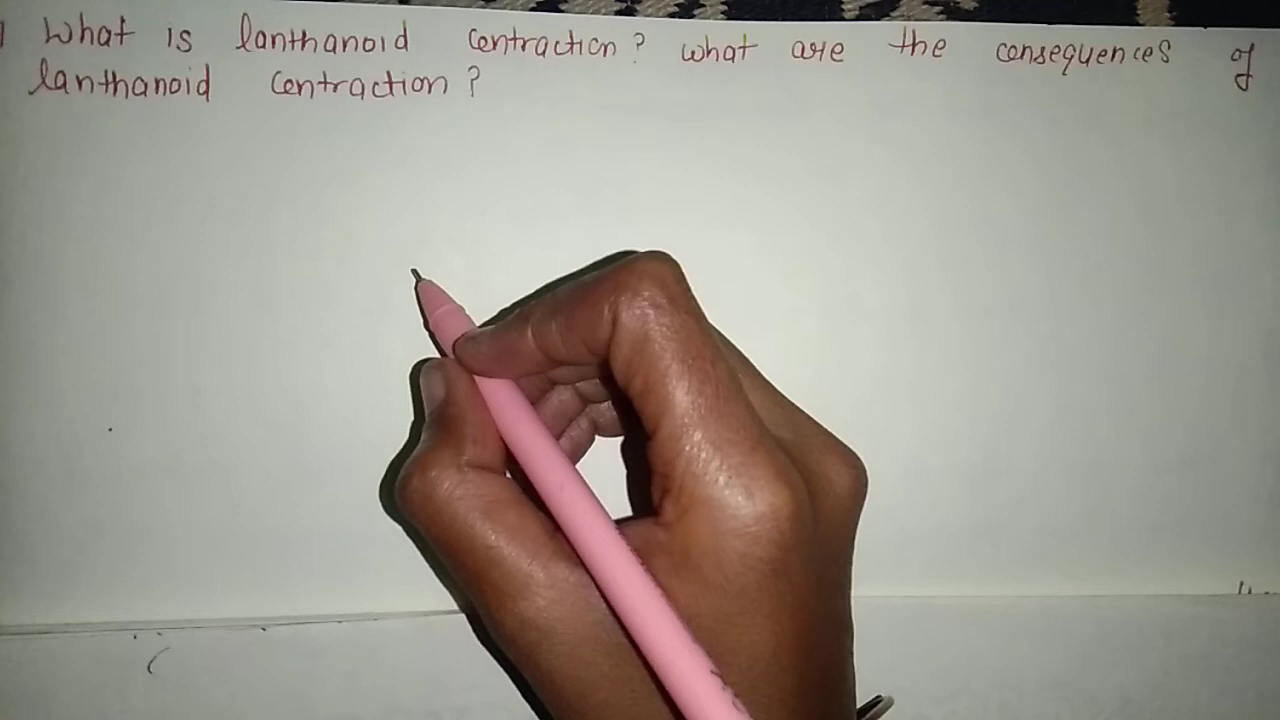 What is lanthanoid contraction? what are the consequences of
lanthanoid contraction?